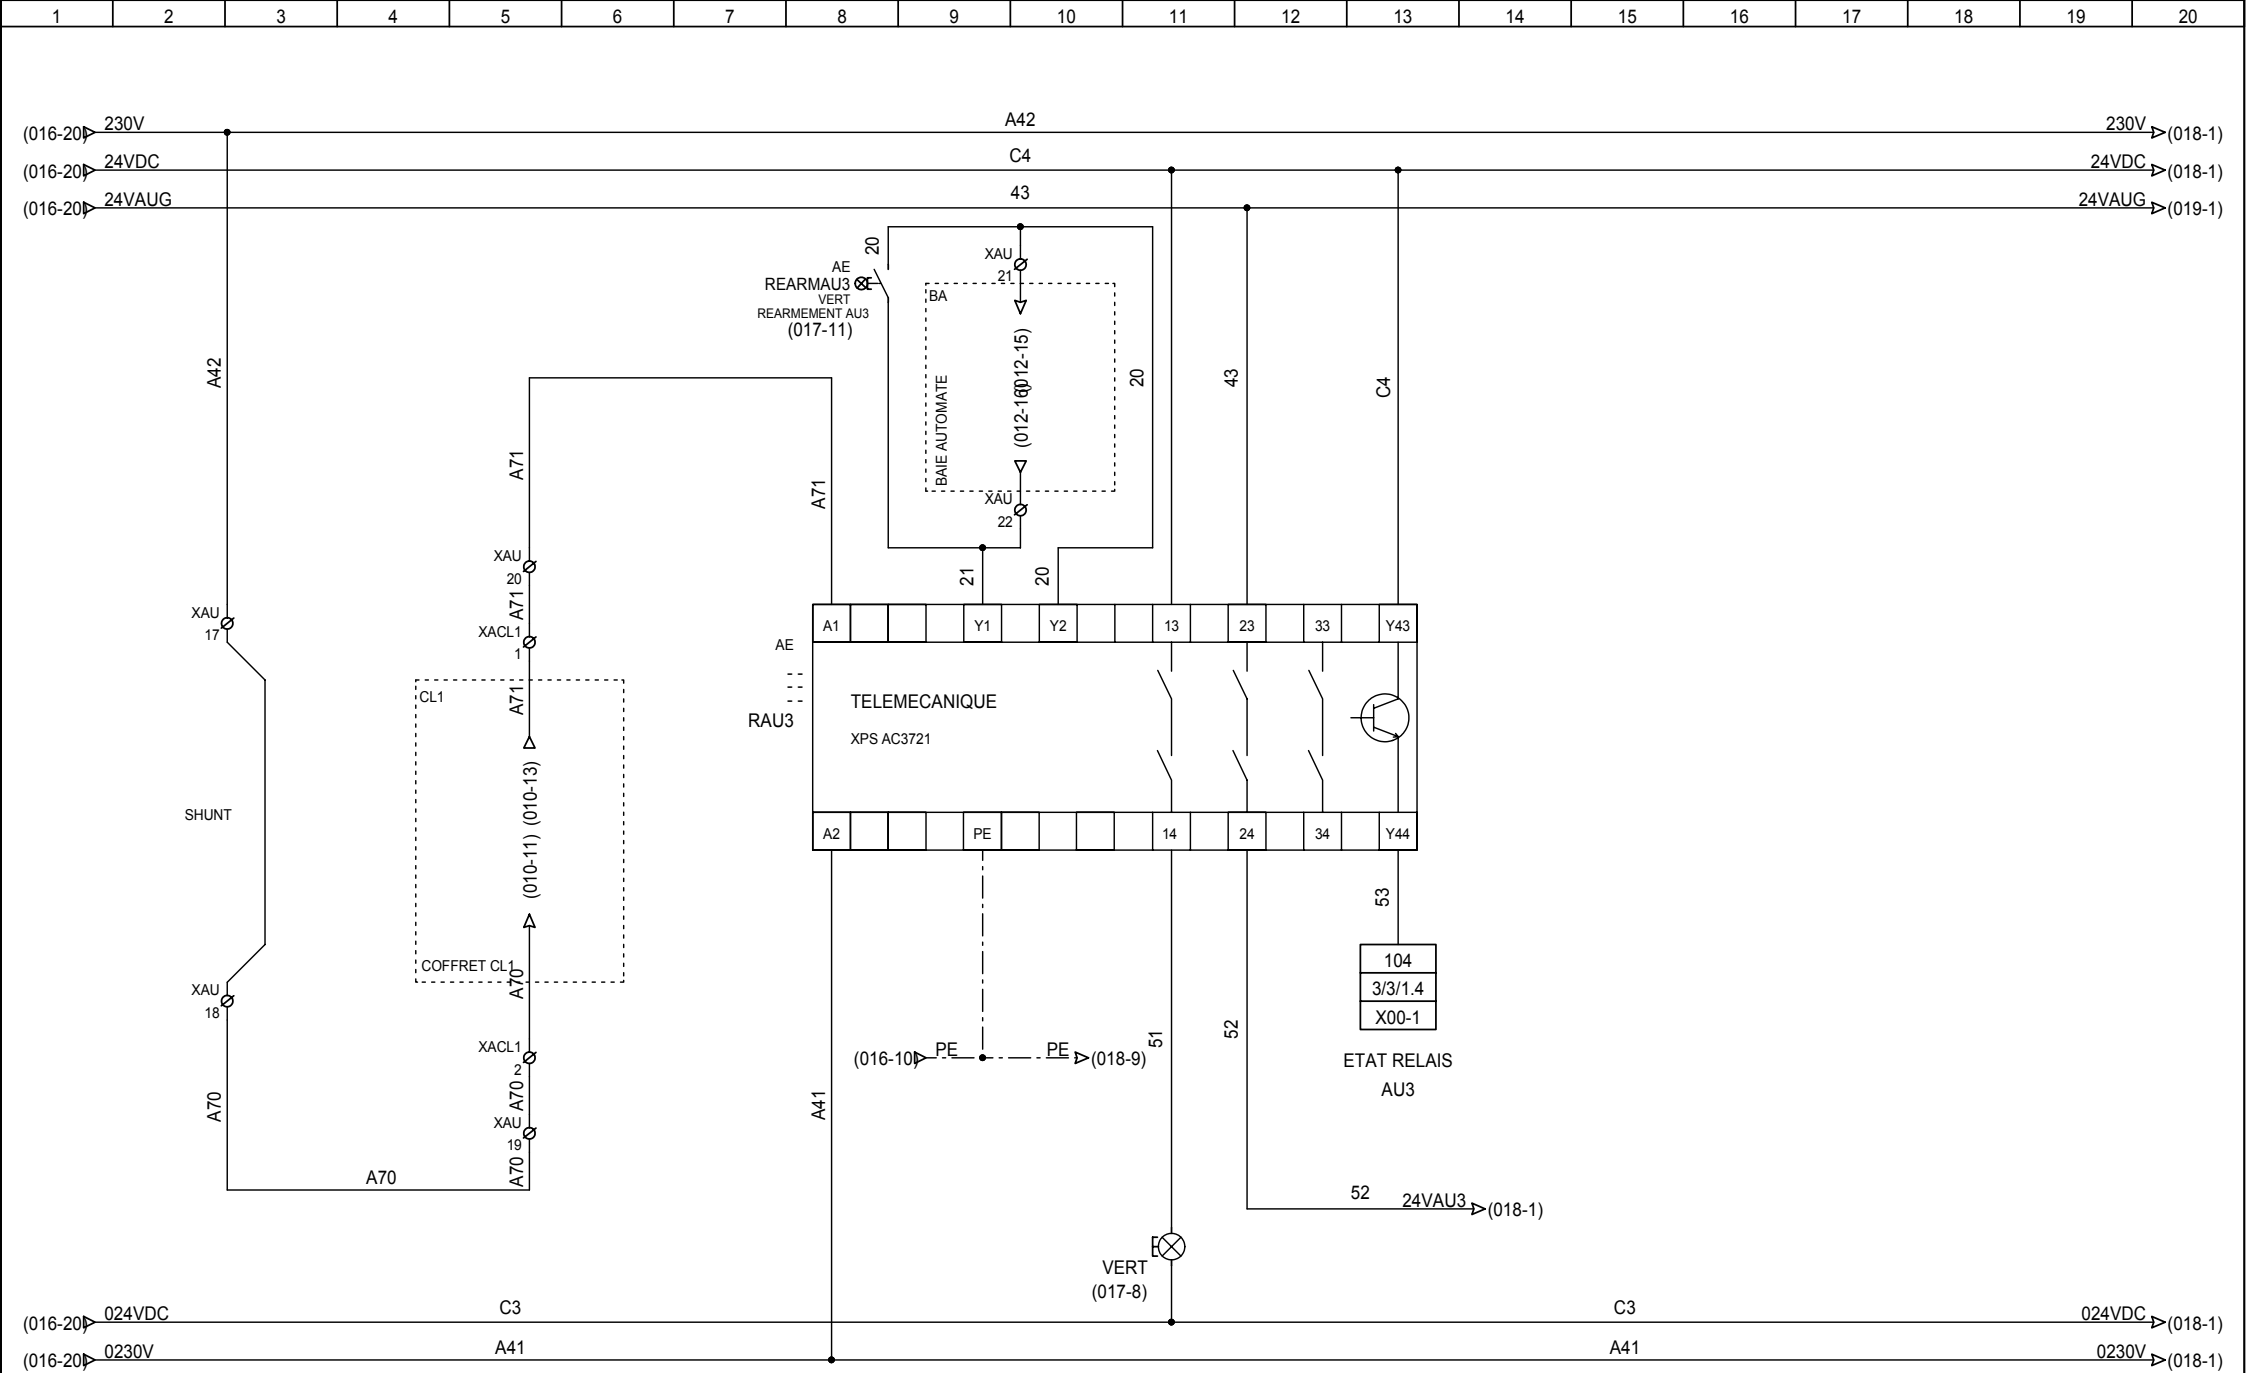 1 2 3 4 5 6 7 8 9 10 11 12 13 14 15 16 17 18 19 20
A42
(016-20) 230V
230V (018-1)
C4
(016-20) 24VDC
24VDC (018-1)
43
(016-20) 24VAUG
24VAUG (019-1)
20
XAU
21
AE
REARMAU3
VERT
REARMEMENT AU3
(017-11)
BA
BAIE AUTOMATE
(012-15)
(012-16)
A42
20
43
C4
A71
A71
XAU
22
XAU
20
21
20
A71
XAU
17
XACL1
1
A1 Y1 Y2 13 23 33 Y43
AE
CL1
A71
TELEMECANIQUE
RAU3
XPS AC3721
(010-13)
SHUNT
(010-11)
A2 PE 14 24 34 Y44
53
104
3/3/1.4
X00-1
COFFRET CL1
A70
XAU
18
XACL1
2
(016-10) PE
PE (018-9)
51
52
ETAT RELAIS
AU3
A70
A70
A41
XAU
19
A70
A70
52
24VAU3 (018-1)
VERT
(017-8)
C3
C3
(016-20) 024VDC
024VDC (018-1)
A41
A41
(016-20) 0230V
0230V (018-1)